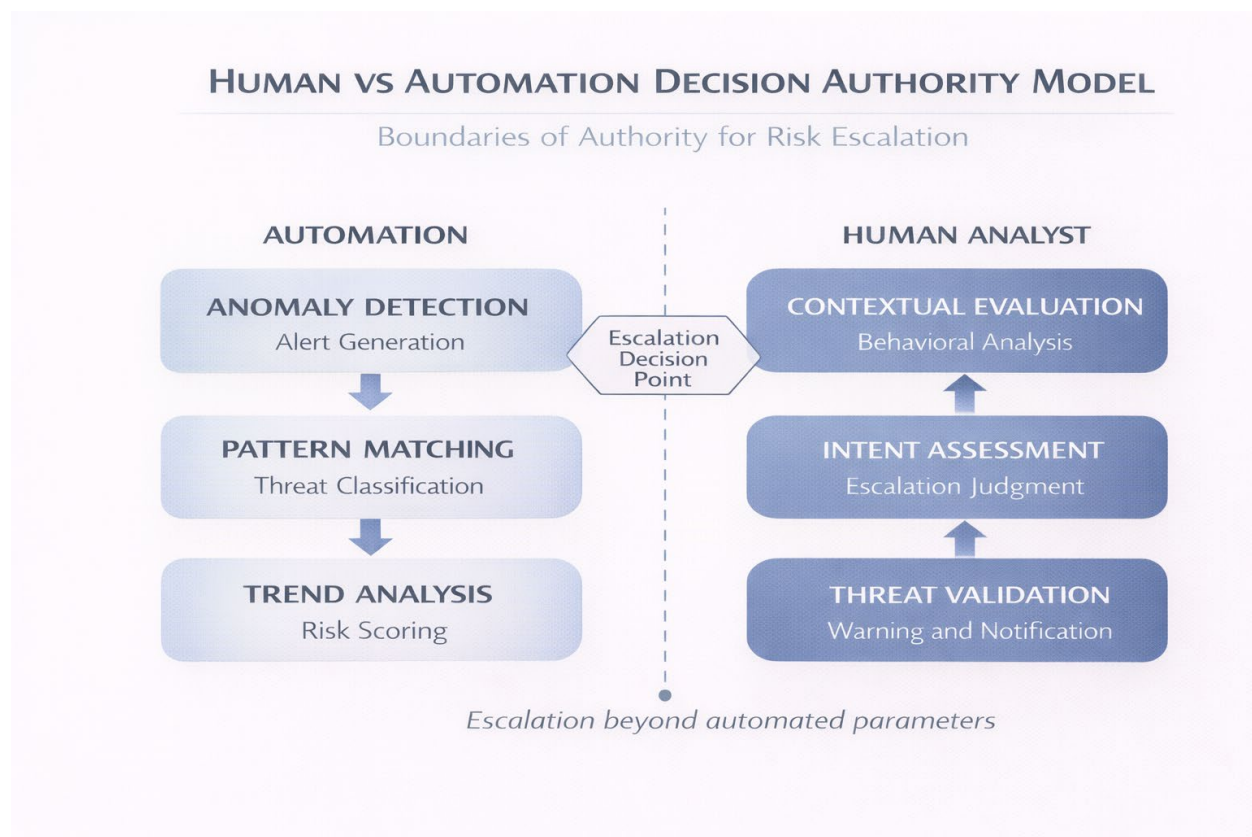 HUMAN VS AUTOMATION DECISION AUTHORITY MODEL
Boundaries of Authority for Risk Escalation
AUTOMATION
ANOMALY DETECTION
Alert Generation
PATTERN MATCHING
Threat Classification
TREND ANALYSIS
Risk Scoring
Escalation
Decision
Point
HUMAN ANALYST
CONTEXTUAL EVALUATION
Behavioral Analysis
INTENT ASSESSMENT
Escalation Judgment
THREAT VALIDATION
Warning and Notification
Escalation beyond automated parameters